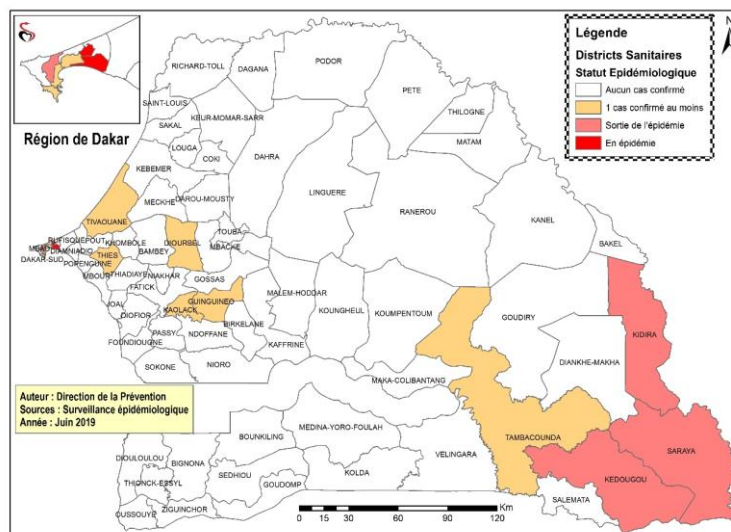 Région de Dakar
Légende
Districts Sanitaires
Statut Epidémiologique
Aucun cas confirmé
1 cas confirmé au moins
Sortie de l'épidémie
En épidémie
N
PODOR
RICHARD-TOLL
DAGANA
PETE
THILOGNE
MATAM
SAINT-LOUIS
KEUR-MOMAR-SARR
SAKAL
LOUGA
COKI
DAHRA
LINGUERE
RANEROU
KANEL
BAKEL
KEBEMER
MECKHE
DAROU-MOUSTY
TIVAOUANE
TOUBA
MBACKE
KHOMBOLE
DIOURBEL
BAMBEY
THIES
DAKAR-SUD
POPENGUINE
MBOUR
THIADIAYE
NIAKHAR
FATICK
GOSSAS
GUINGUINEO
MALEM-HODDAR
KOUNGHEUL
KOUMPENTOUM
GOUDIRY
KIDIRA
DIANKHE-MAKHA
JOAL
DIOFIOR
KAOLACK
BIRKELANE
PASSY
NDOFFANE
KAFFRINE
FOUNDIOUGNE
SOKONE
NIORO
MAKA-COLIBANTANG
TAMBACOUNDA
SARAYA
KEDOUGOU
SALEMATA
Auteur : Direction de la Prévention
Sources : Surveillance épidémiologique
Année : Juin 2019
MEDINA-YORO-FOULAH
BOUNKILING
VELINGARA
DIOULOULOU
BIGNONA
SEDHIOU
KOLDA
THIONCK-ESSYL
GOUDOMP
OUSSOUYE
ZIGUINCHOR
Km
0 15 30 60 90 120